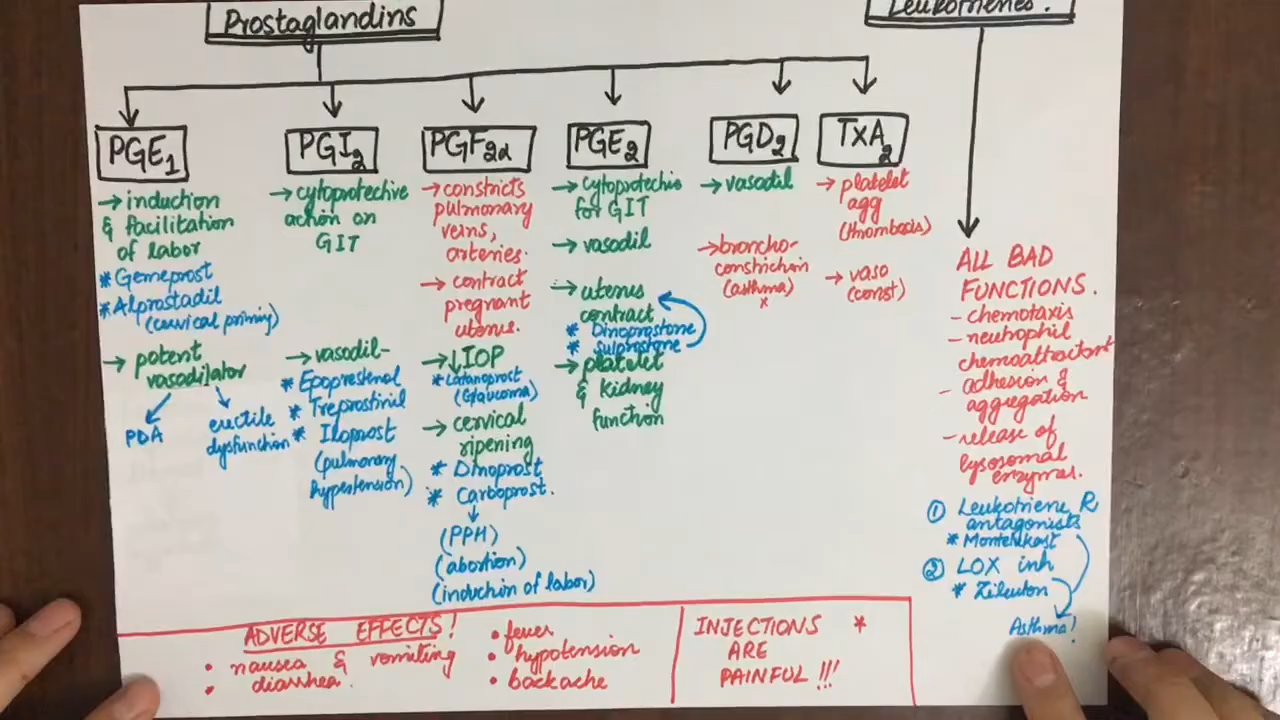 Prostaglandins
Leukotrienes.
PGE1
→ induction
& facilitation
of labor
* Gemeprost
* Alprostadil
(cervical priming)
→ potent
vasodilator
PDA
erectile
dysfunction
PGI2
→ cytoprotective
action on
GIT
→ vasodil-
* Epoprostenol
* Treprostinil
* Iloprost
(pulmonary
hypertension)
PGF2α
→ constricts
pulmonary
veins,
arteries.
→ contract
pregnant
uterus.
→ ↓IOP
* Latanoprost
(Glaucoma)
→ cervical
ripening
* Dinoprost
* Carboprost.
↓
(PPH)
(abortion)
(induction of labor)
PGE2
→ cytoprotectiv
for GIT
→ vasodil
→ uterus
contract
* Dinoprostone
* Sulprostone
→ platelet
& kidney
function
PGD2
→ vasodil
→ broncho-
constriction
(asthma)
x
TxA2
→ platelet
agg
(thrombosis)
→ vaso
(const)
ALL BAD
FUNCTIONS.
- chemotaxis
- neutrophil
chemoattractant
- adhesion &
aggregation
- release of
lysosomal
enzymes.
① Leukotriene R
antagonists
* Montelukast
② LOX inh
* Zileuton
Asthma!
ADVERSE EFFECTS!
• nausea & vomiting
• diarrhea.
• fever
• hypotension
• backache
INJECTIONS *
ARE
PAINFUL !!!